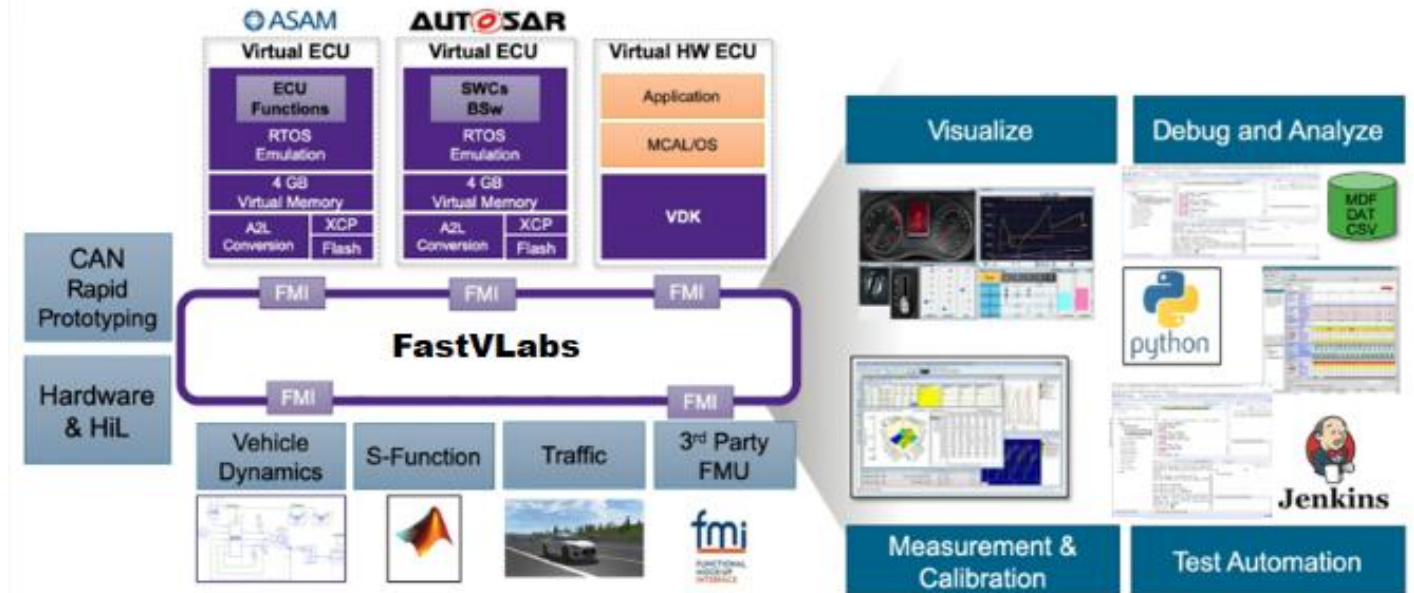 ASAM
AUTOSAR
Virtual ECU
Virtual ECU
Virtual HW ECU
ECU
Functions
RTOS
Emulation
4 GB
Virtual Memory
A2L
Conversion
XCP
Flash
SWCs
BSw
RTOS
Emulation
4 GB
Virtual Memory
A2L
Conversion
XCP
Flash
Application
MCAL/OS
VDK
CAN
Rapid
Prototyping
Hardware
& HiL
FMI
FMI
FMI
FastVLabs
FMI
FMI
Vehicle
Dynamics
S-Function
Traffic
3rd Party
FMU
fmi
FUNCTIONAL
MOCK-UP
INTERFACE
Visualize
Debug and Analyze
MDF
DAT
CSV
python
Jenkins
Measurement &
Calibration
Test Automation